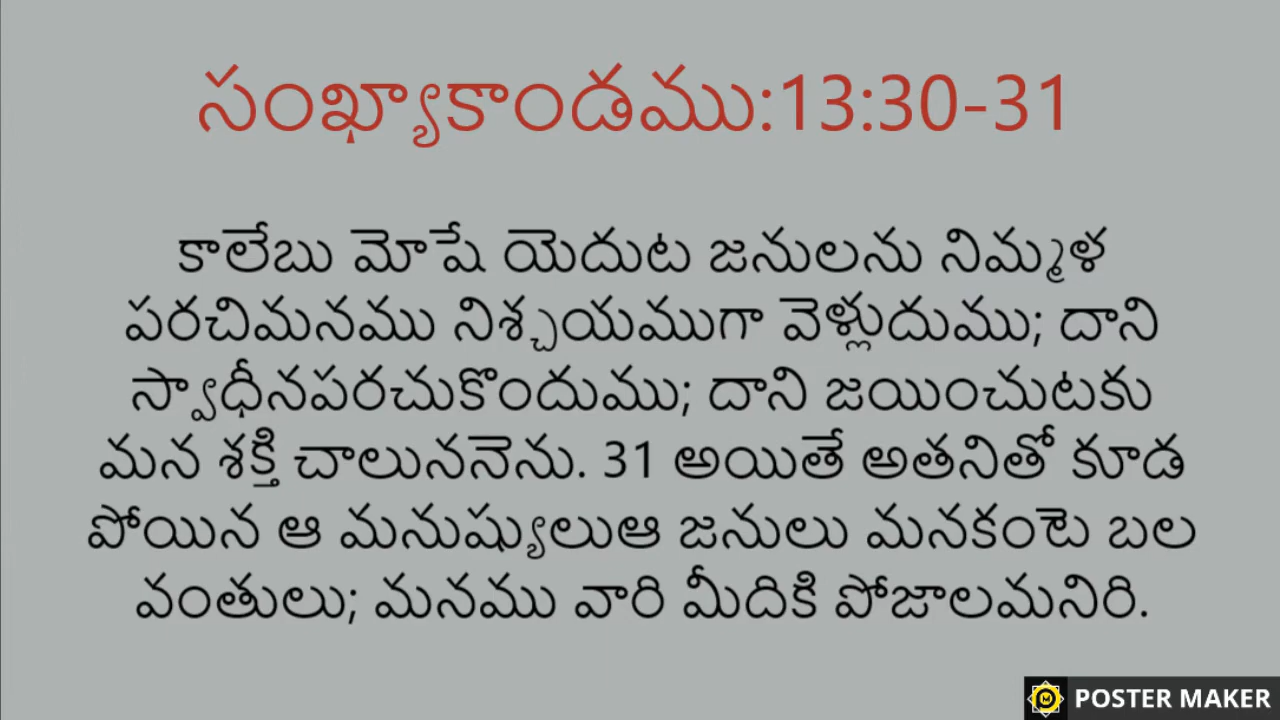 సంఖ్యాకాండము:13:30-31
కాలేబు మోషే యెదుట జనులను నిమ్మళ
పరచిమనము నిశ్చయముగా వెళ్లుదుము; దాని
స్వాధీనపరచుకొందుము; దాని జయించుటకు
మన శక్తి చాలుననెను. 31 అయితే అతనితో కూడ
పోయిన ఆ మనుష్యులుఆ జనులు మనకంటె బల
వంతులు; మనము వారి మీదికి పోజాలమనిరి.
POSTER MAKER